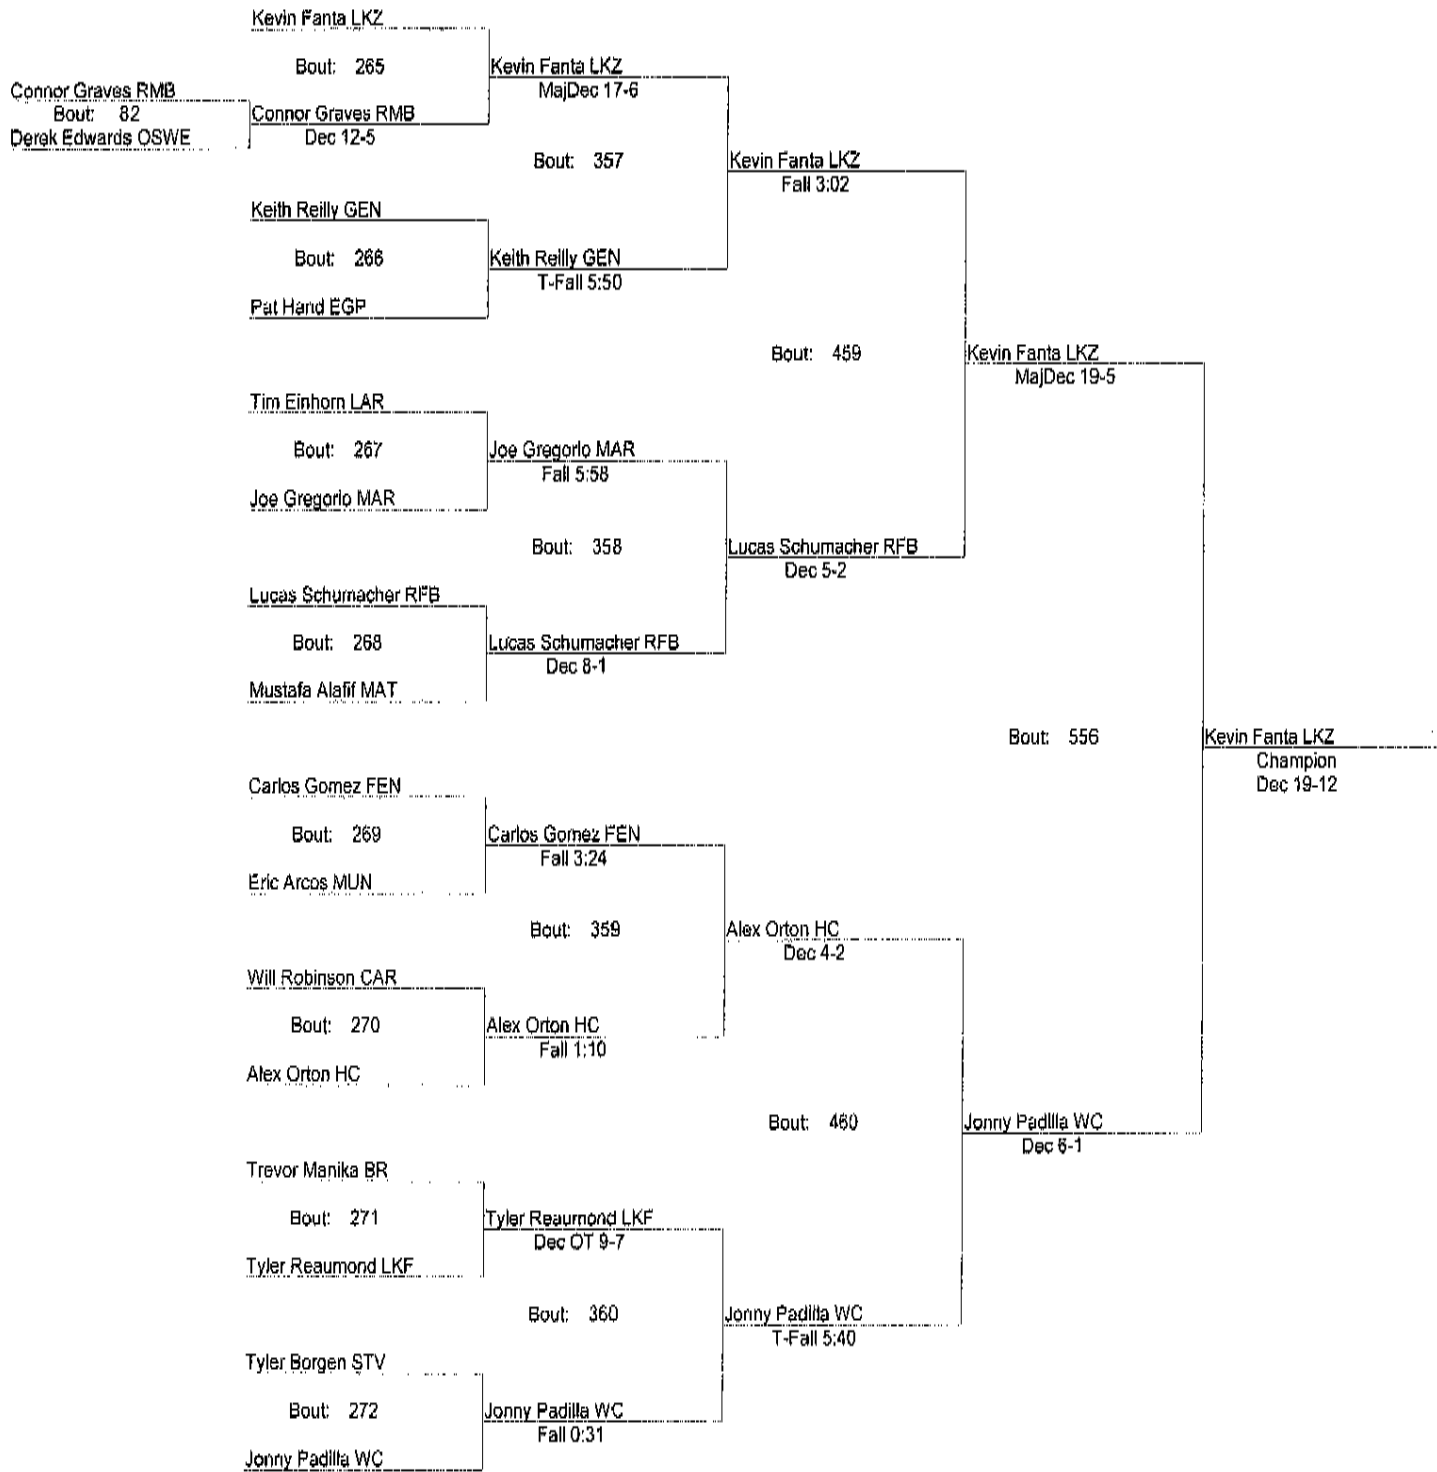 Kevin Fanta LKZ
Bout: 265
Kevin Fanta LKZ
MajDec 17-6
Connor Graves RMB
Bout: 82
Derek Edwards OSWE
Connor Graves RMB
Dec 12-5
Bout: 357
Kevin Fanta LKZ
Fall 3:02
Keith Reilly GEN
Bout: 266
Keith Reilly GEN
T-Fall 5:50
Pat Hand EGP
Bout: 459
Kevin Fanta LKZ
MajDec 19-5
Tim Einhorn LAR
Bout: 267
Joe Gregorio MAR
Fall 5:58
Joe Gregorio MAR
Bout: 358
Lucas Schumacher RFB
Dec 5-2
Lucas Schumacher RFB
Bout: 268
Lucas Schumacher RFB
Dec 8-1
Mustafa Alafif MAT
Bout: 556
Kevin Fanta LKZ
Champion
Dec 19-12
Carlos Gomez FEN
Bout: 269
Carlos Gomez FEN
Fall 3:24
Eric Arcos MUN
Bout: 359
Alex Orton HC
Dec 4-2
Will Robinson CAR
Bout: 270
Alex Orton HC
Fall 1:10
Alex Orton HC
Bout: 460
Jonny Padilla WC
Dec 6-1
Trevor Manika BR
Bout: 271
Tyler Reaumond LKF
Dec OT 9-7
Tyler Reaumond LKF
Bout: 360
Jonny Padilla WC
T-Fall 5:40
Tyler Borgen STV
Bout: 272
Jonny Padilla WC
Fall 0:31
Jonny Padilla WC